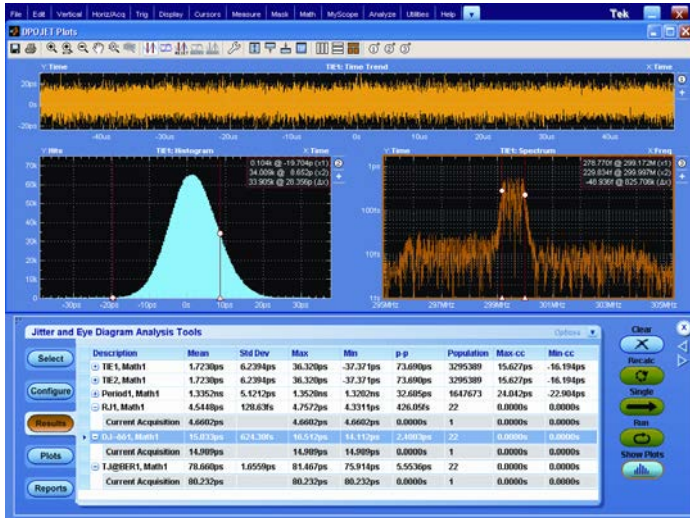 File Edit Vertical Horiz/Acq Trig Display Cursors Measure Mask Math MyScope Analyze Utilities Help Tek
DPOJET Plots
Y:Time TIE1: Time Trend X:Time
20ps
0s
-20ps
-40us -30us -20us -10us 0s 10us 20us 30us 40us
Y:Hits TIE1: Histogram X:Time
0.104k @ -19.704p (x1)
34.009k @ 8.652p (x2)
33.905k @ 28.356p (Δx)
70k
60k
50k
40k
30k
20k
10k
0
-30ps -20ps -10ps 0s 10ps 20ps 30ps
Y:Time TIE1: Spectrum X:Freq
278.770f @ 299.172M (x1)
229.834f @ 299.997M (x2)
-48.936f @ 825.706k (Δx)
1ps
100fs
10fs
1fs
295MHz 297MHz 299MHz 301MHz 303MHz 305MHz
Jitter and Eye Diagram Analysis Tools
Options
Description Mean Std Dev Max Min p-p Population Max-cc Min-cc
TIE1, Math1 1.7230ps 6.2394ps 36.320ps -37.371ps 73.690ps 3295389 15.627ps -16.194ps
TIE2, Math1 1.7230ps 6.2394ps 36.320ps -37.371ps 73.690ps 3295389 15.627ps -16.194ps
Period1, Math1 1.3352ns 5.1212ps 1.3520ns 1.3202ns 32.685ps 1647673 24.042ps -22.904ps
RJ1, Math1 4.5448ps 128.63fs 4.7572ps 4.3311ps 426.05fs 22 0.0000s 0.0000s
Current Acquisition 4.6602ps 4.6602ps 4.6602ps 0.0000s 1 0.0000s 0.0000s
Math1 15.833ps 624.30fs 16.512ps 14.112ps 22 0.0000s 0.0000s
Current Acquisition 14.989ps 14.989ps 14.989ps 0.0000s 1 0.0000s 0.0000s
TJ@BER1, Math1 78.660ps 1.6559ps 81.467ps 75.914ps 5.5536ps 22 0.0000s 0.0000s
Current Acquisition 80.232ps 80.232ps 80.232ps 0.0000s 1 0.0000s 0.0000s
Select
Configure
Results
Plots
Reports
Clear
Recalc
Single
Run
Show Plots